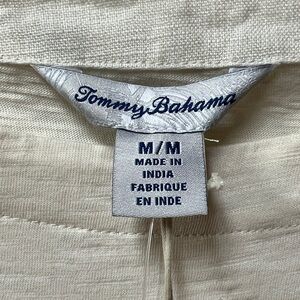 Tommy Bahama
M/M
MADE IN
INDIA
FABRIQUE
EN INDE